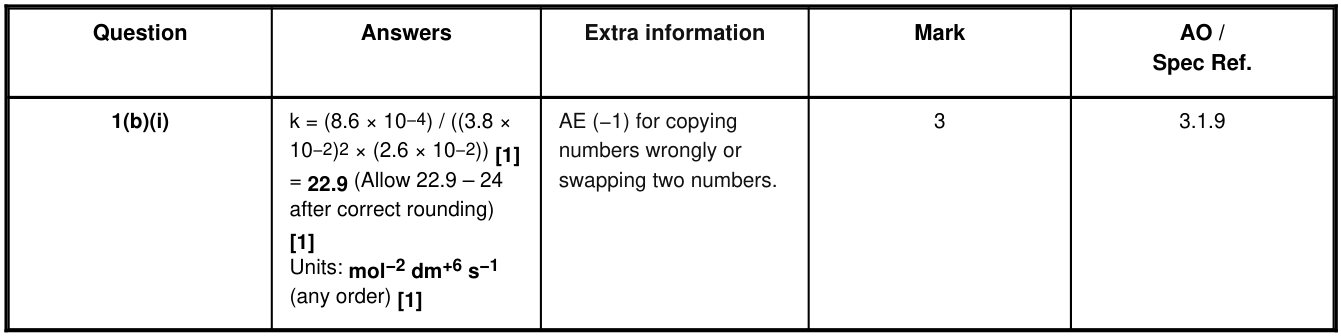 Question Answers Extra information Mark AO /
Spec Ref.
1(b)(i) k = (8.6 × 10−4) / ((3.8 × AE (−1) for copying 3 3.1.9
10−2)2 × (2.6 × 10−2)) [1] numbers wrongly or
= 22.9 (Allow 22.9 – 24 swapping two numbers.
after correct rounding)
[1]
Units: mol⁻² dm⁺⁶ s⁻¹
(any order) [1]